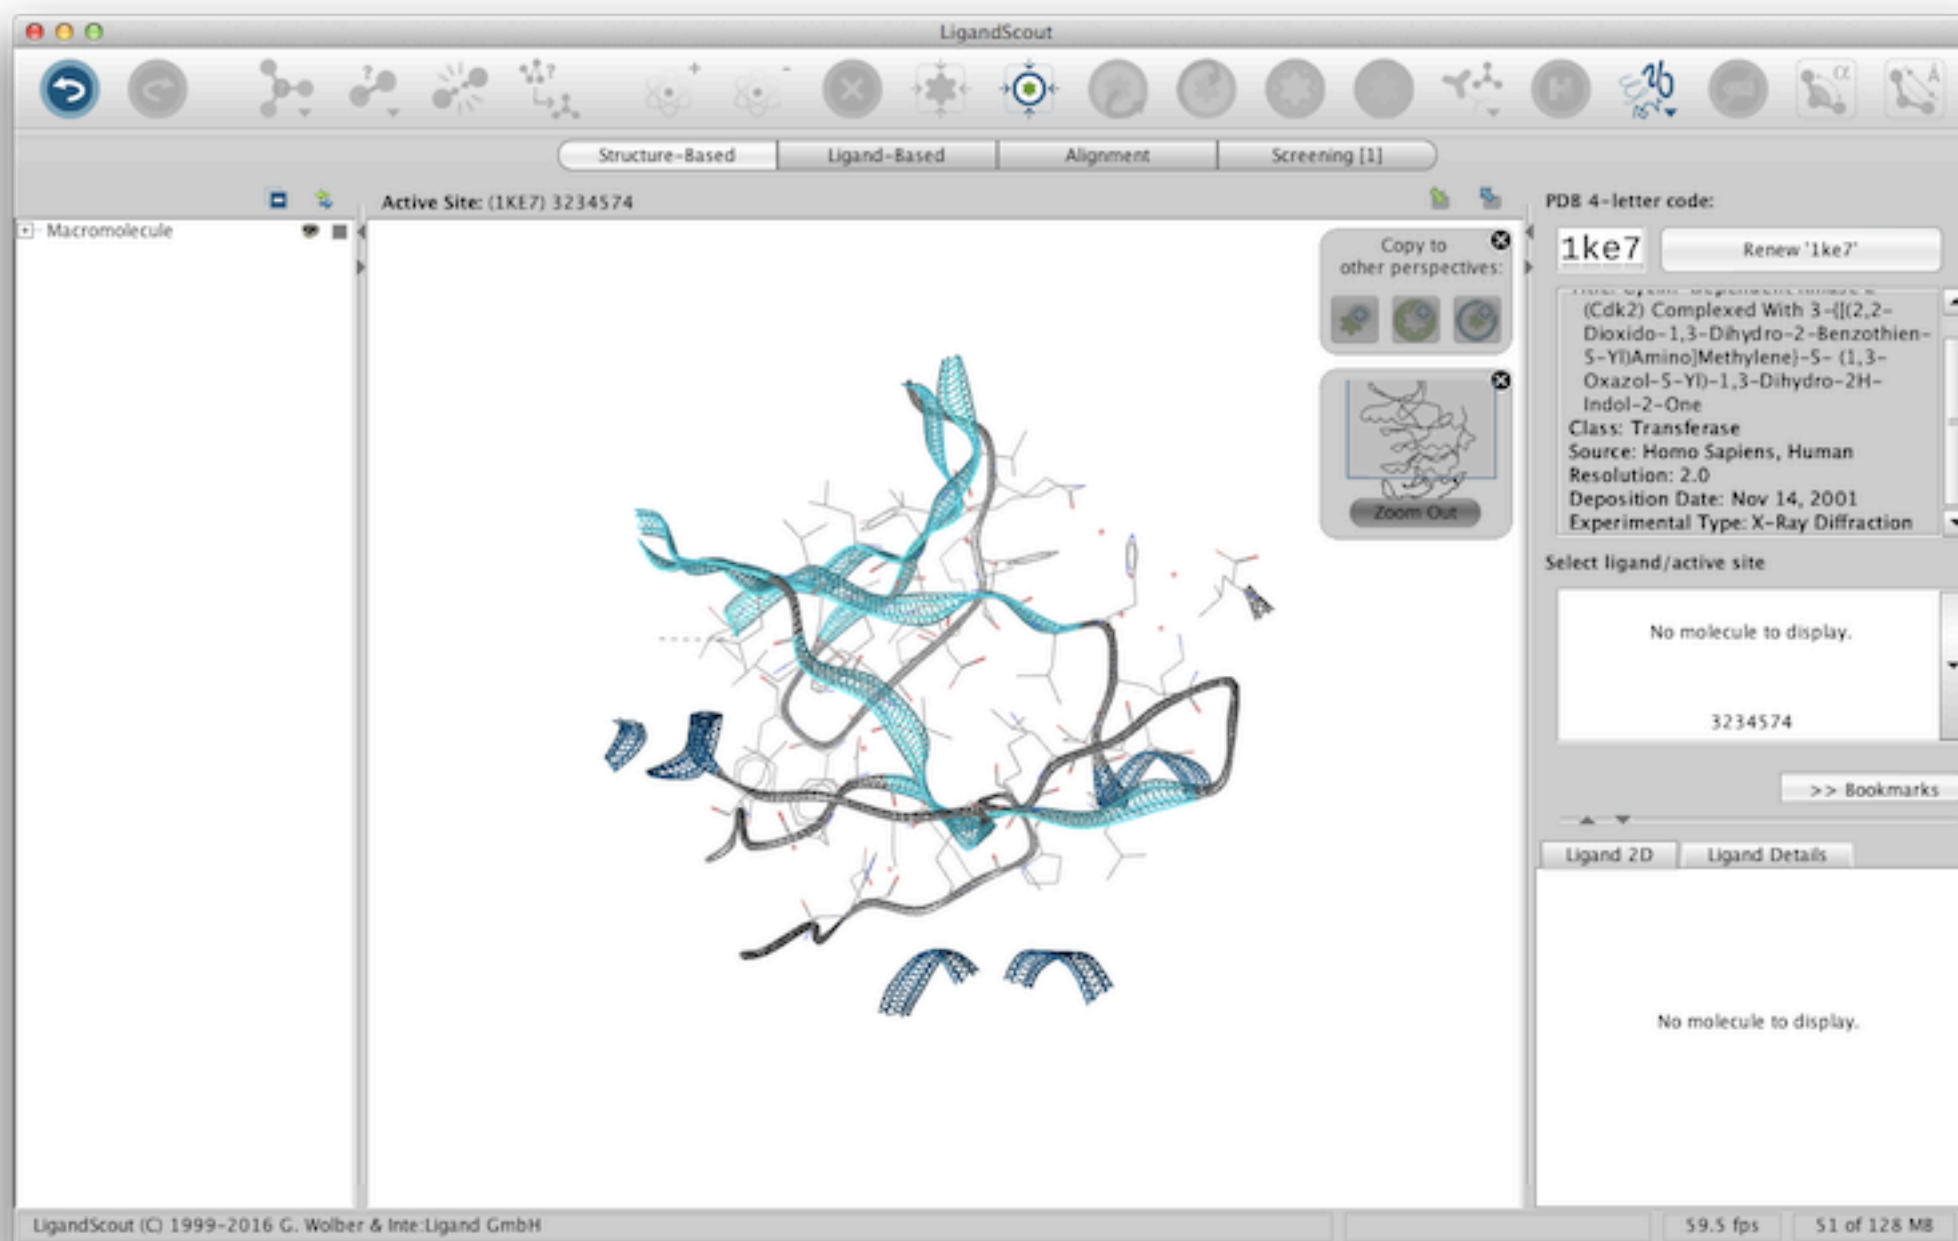 LigandScout
Structure-Based
Ligand-Based
Alignment
Screening [1]
Active Site: (1KE7) 3234574
Macromolecule
Copy to
other perspectives:
Zoom Out
PDB 4-letter code:
1ke7
Renew '1ke7'
(Cdk2) Complexed With 3-{[(2,2-
Dioxido-1,3-Dihydro-2-Benzothien-
5-Yl)Amino]Methylene}-5- (1,3-
Oxazol-5-Yl)-1,3-Dihydro-2H-
Indol-2-One
Class: Transferase
Source: Homo Sapiens, Human
Resolution: 2.0
Deposition Date: Nov 14, 2001
Experimental Type: X-Ray Diffraction
Select ligand/active site
No molecule to display.
3234574
>> Bookmarks
Ligand 2D
Ligand Details
No molecule to display.
LigandScout (C) 1999-2016 G. Wolber & Inte:Ligand GmbH
59.5 fps
51 of 128 MB